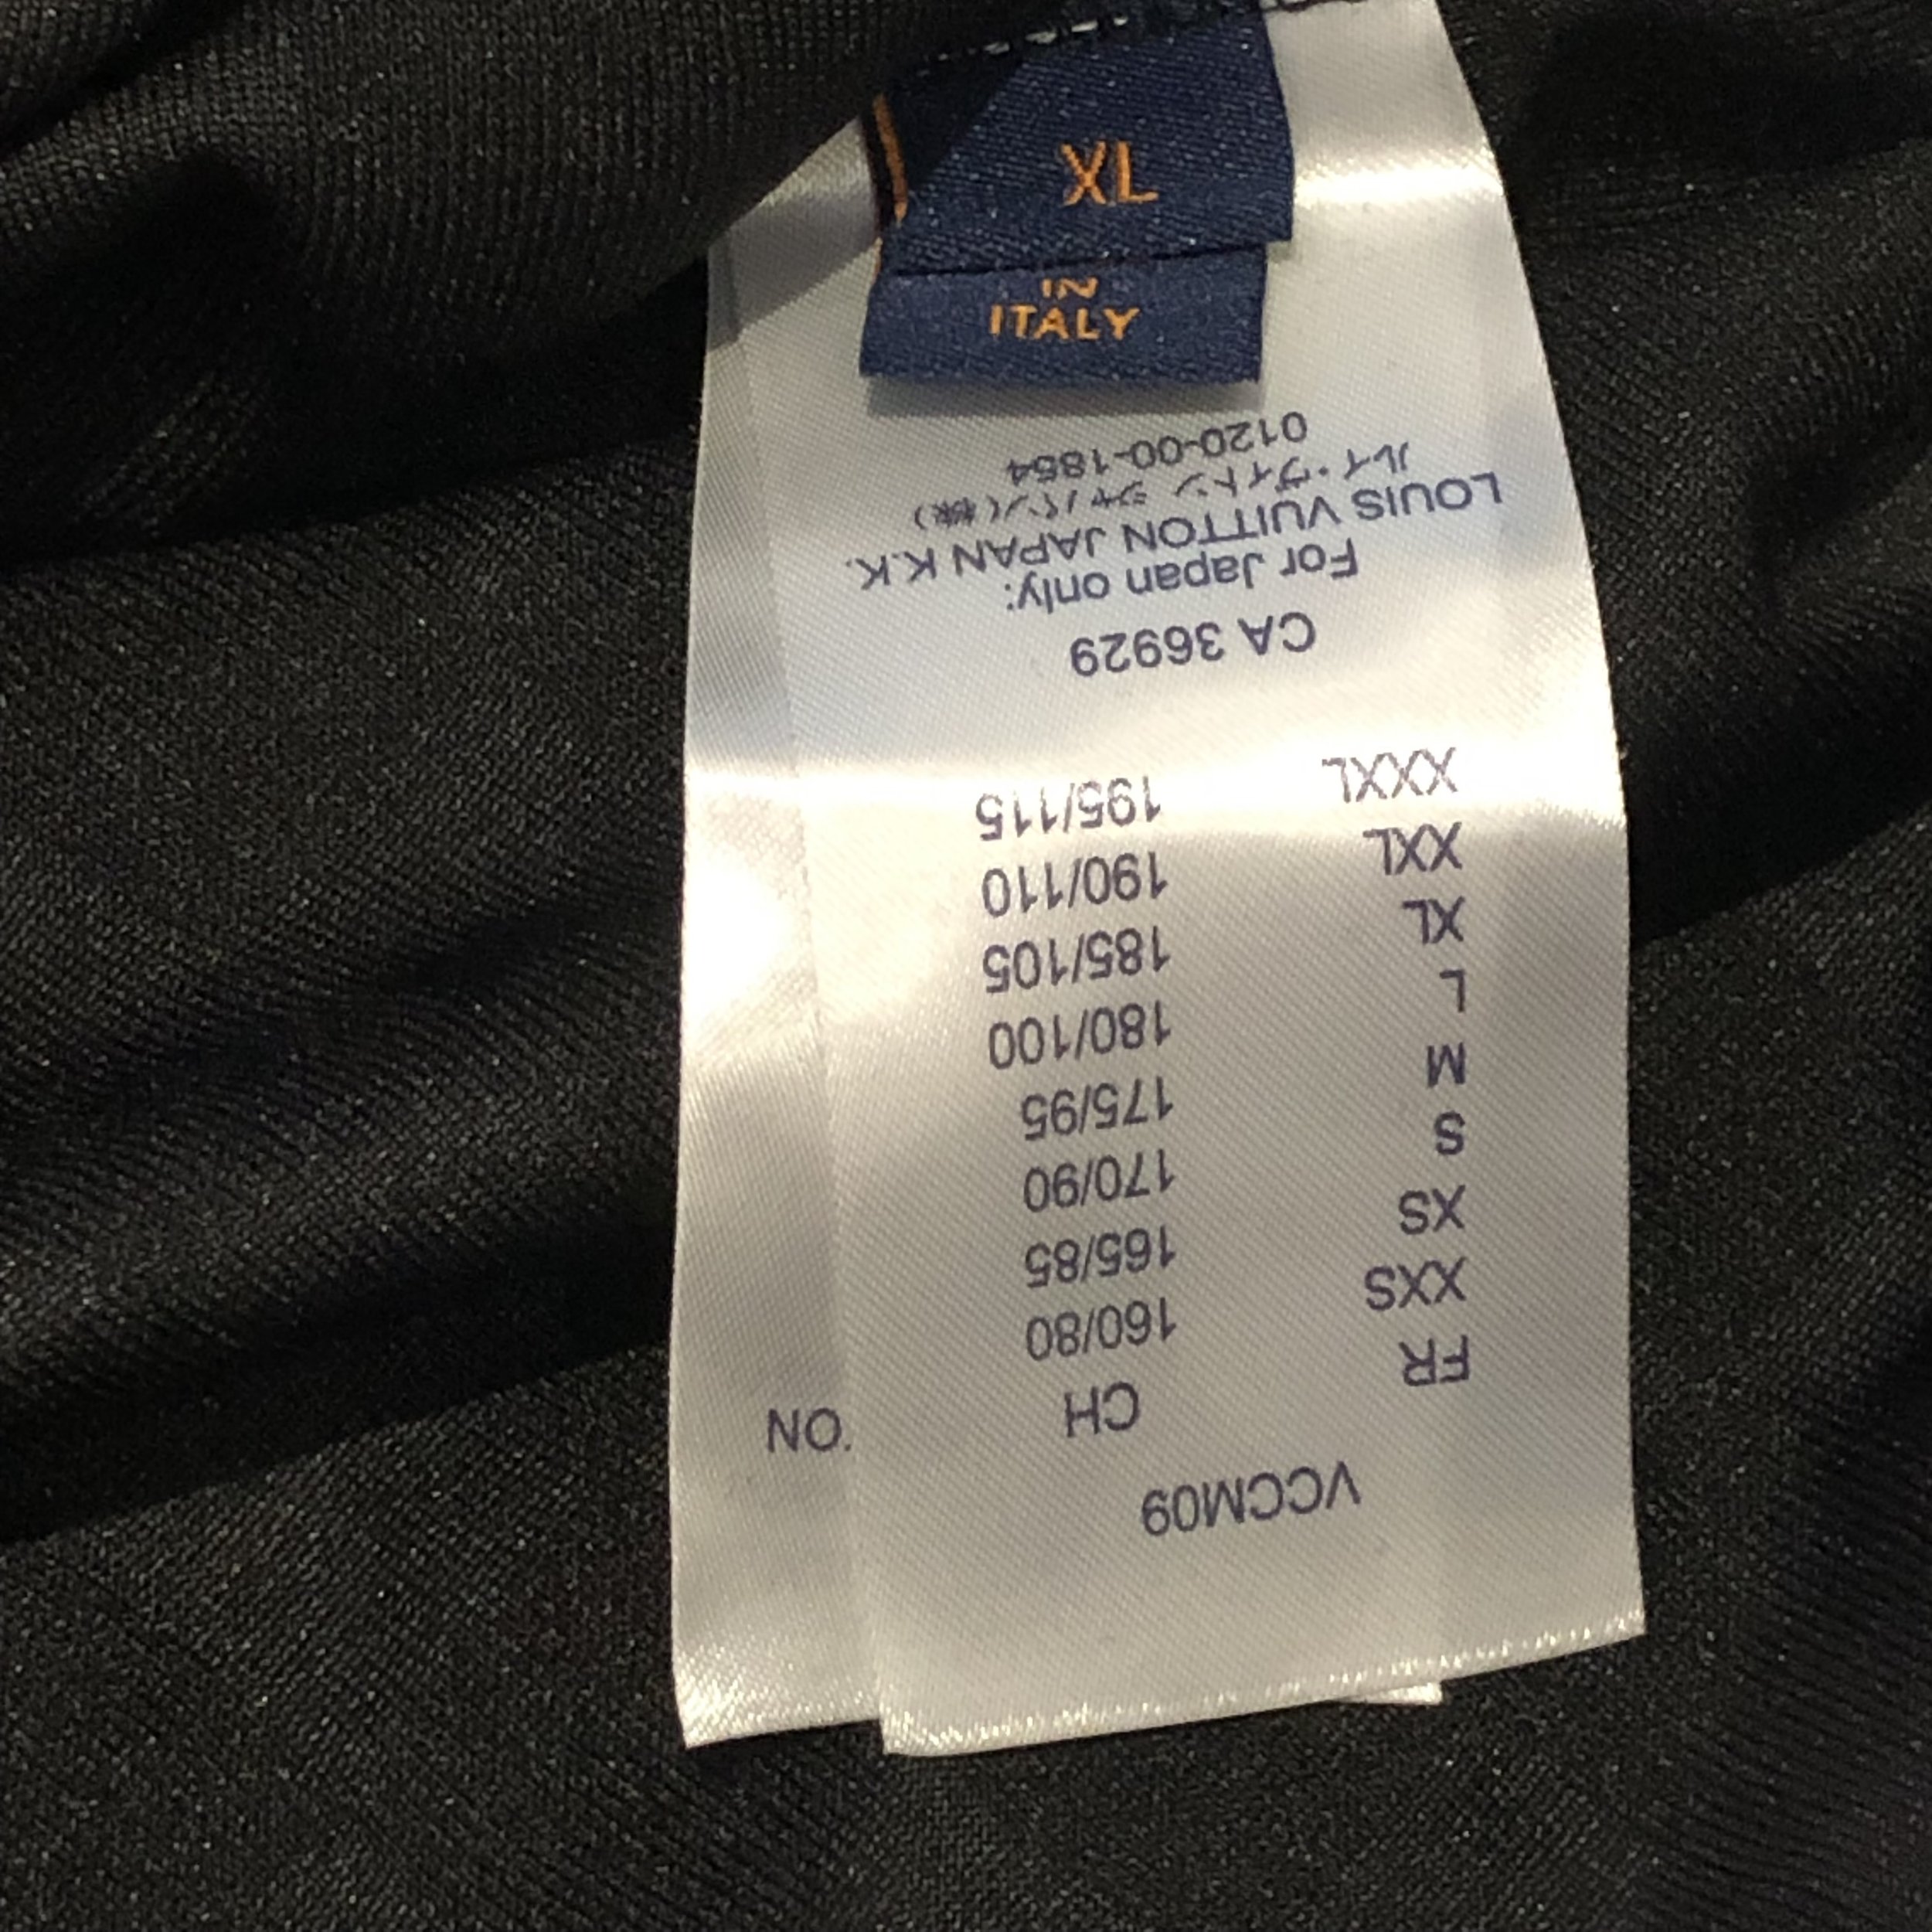 XL
IN
ITALY
VCCM09
FR CH
XXS 160/80
XS 165/85
S 170/90
M 175/95
L 180/100
XL 185/105
XXL 190/110
XXXL 195/115
CA 36929
For Japan only:
LOUIS VUITTON JAPAN K.K.
ルイ・ヴィトン ジャパン(株)
0120-00-1854
ON